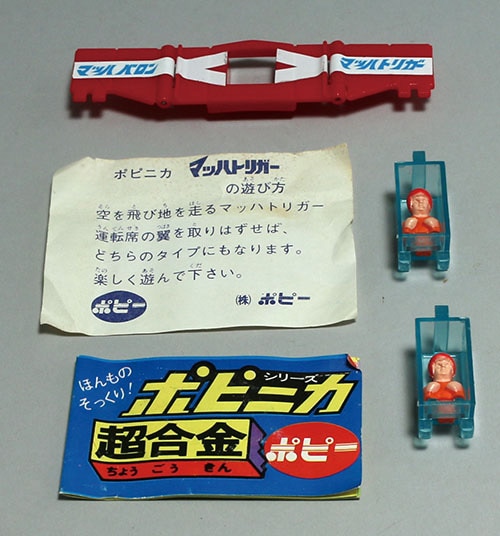 マッハバロン
マッハトリガー
ポピニカ マッハトリガー
の遊び方
空を飛び地を走るマッハトリガー
運転席の翼を取りはずせば、
どちらのタイプにもなります。
楽しく遊んで下さい。
ポピー
(株) ポピー
ほんもの
そっくり!
ポピニカ
シリーズ
超合金
ちょうごうきん
ポピー